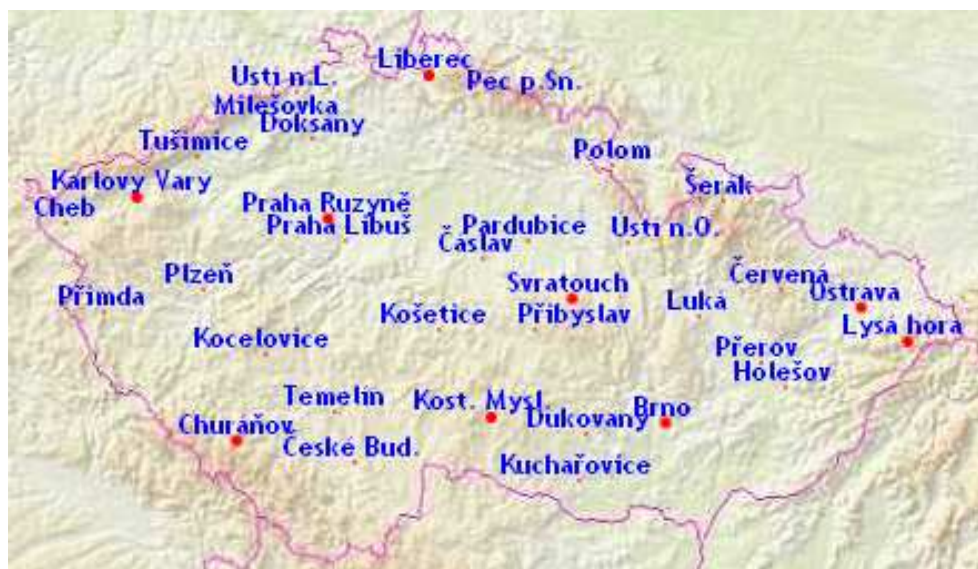 Liberec
Ústí n.L.
Pec p.Sn.
Milešovka
Doksany
Tušimice
Polom
Karlovy Vary
Šerák
Cheb
Praha Ruzyně
Praha Libuš
Pardubice
Ústí n.O.
Čáslav
Plzeň
Červená
Svratouch
Ostrava
Přimda
Košetice
Přibyslav
Luká
Lysá hora
Kocelovice
Přerov
Holešov
Temelín
Kost. Mysl.
Brno
Churáňov
Dukovany
České Bud.
Kuchařovice